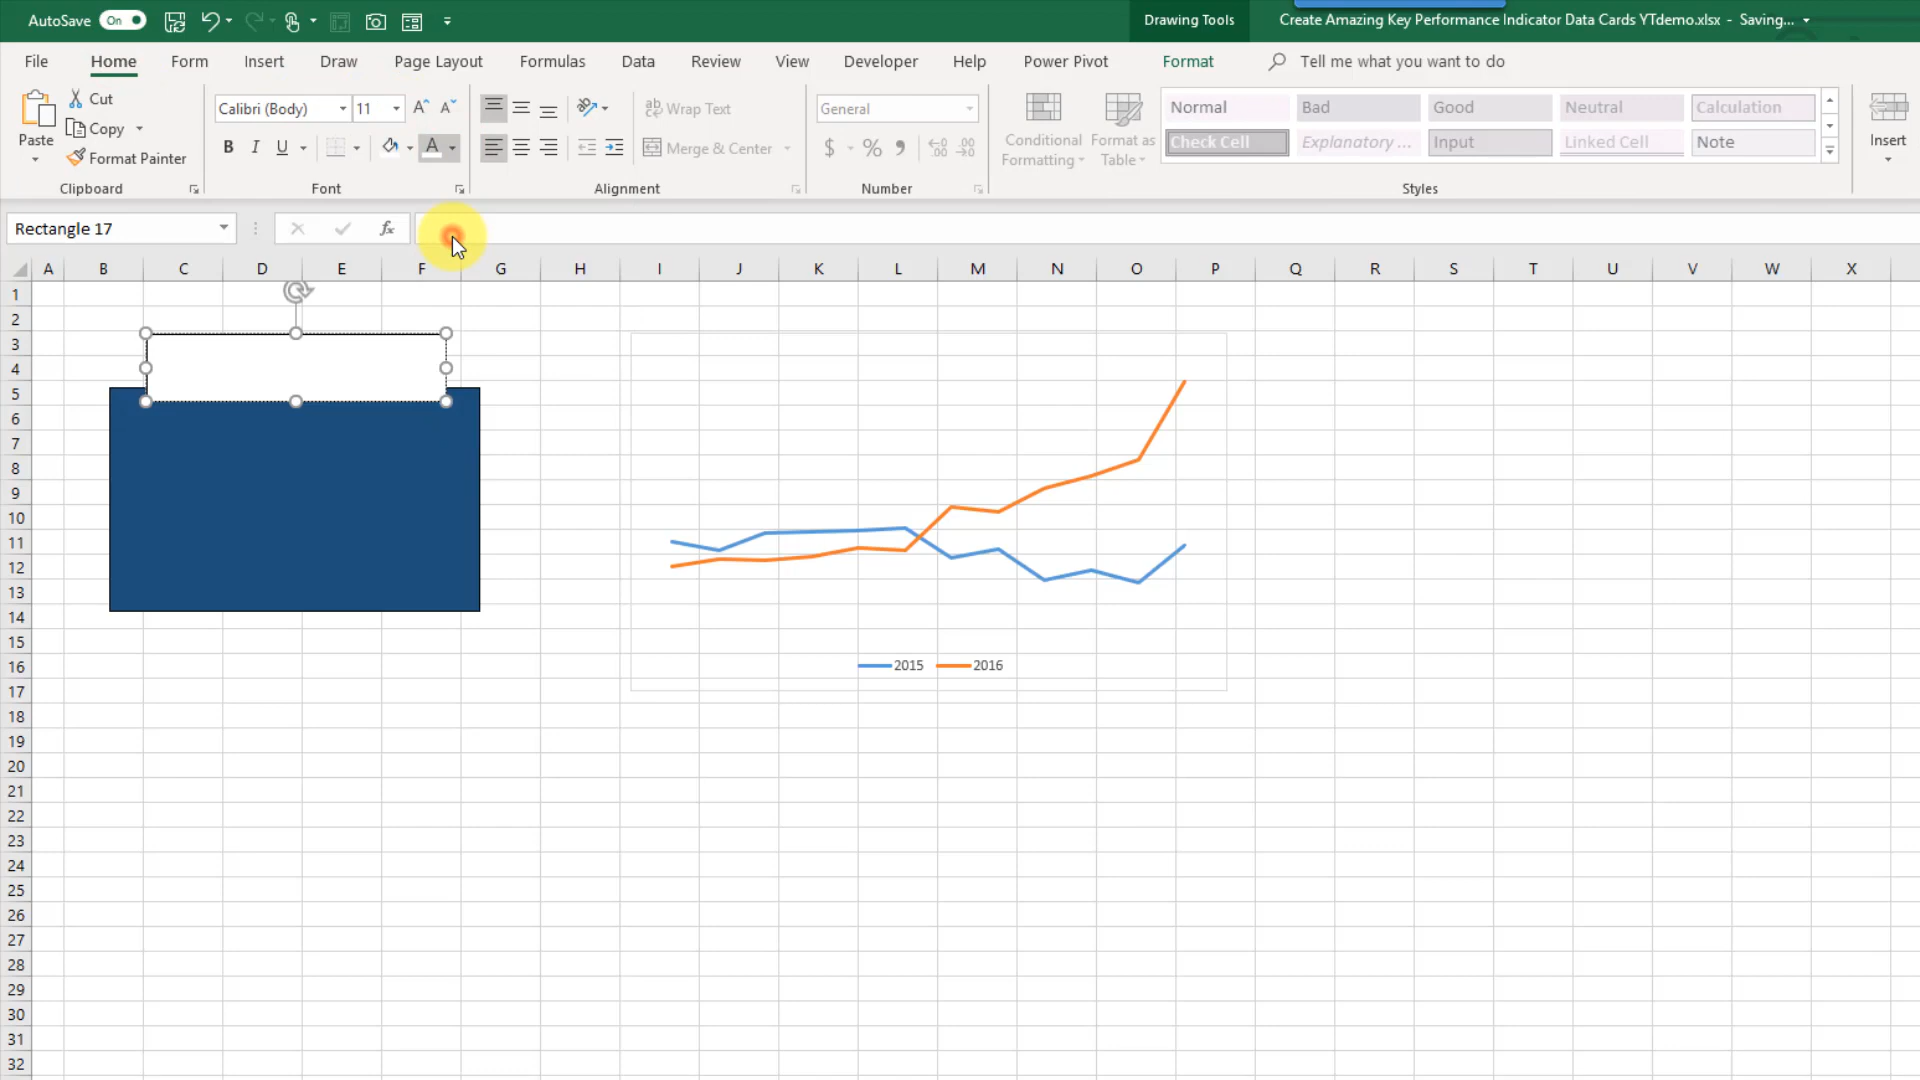 AutoSave On Drawing Tools Create Amazing Key Performance Indicator Data Cards YTdemo.xlsx - Saving...
File Home Form Insert Draw Page Layout Formulas Data Review View Developer Help Power Pivot Format Tell me what you want to do
Cut
Copy
Format Painter
Paste
Clipboard
Calibri (Body) 11
B I U A
Font
ab Wrap Text
Merge & Center
Alignment
General
$ % 9 .00
Number
Conditional Formatting
Format as Table
Normal Bad Good Neutral Calculation
Check Cell Explanatory ... Input Linked Cell Note
Styles
Insert
Rectangle 17 fx
A B C D E F G H I J K L M N O P Q R S T U V W X
1
2
3
4
5
6
7
8
9
10
11
12
13
14
15
16
17
18
19
20
21
22
23
24
25
26
27
28
29
30
31
32
2015 2016